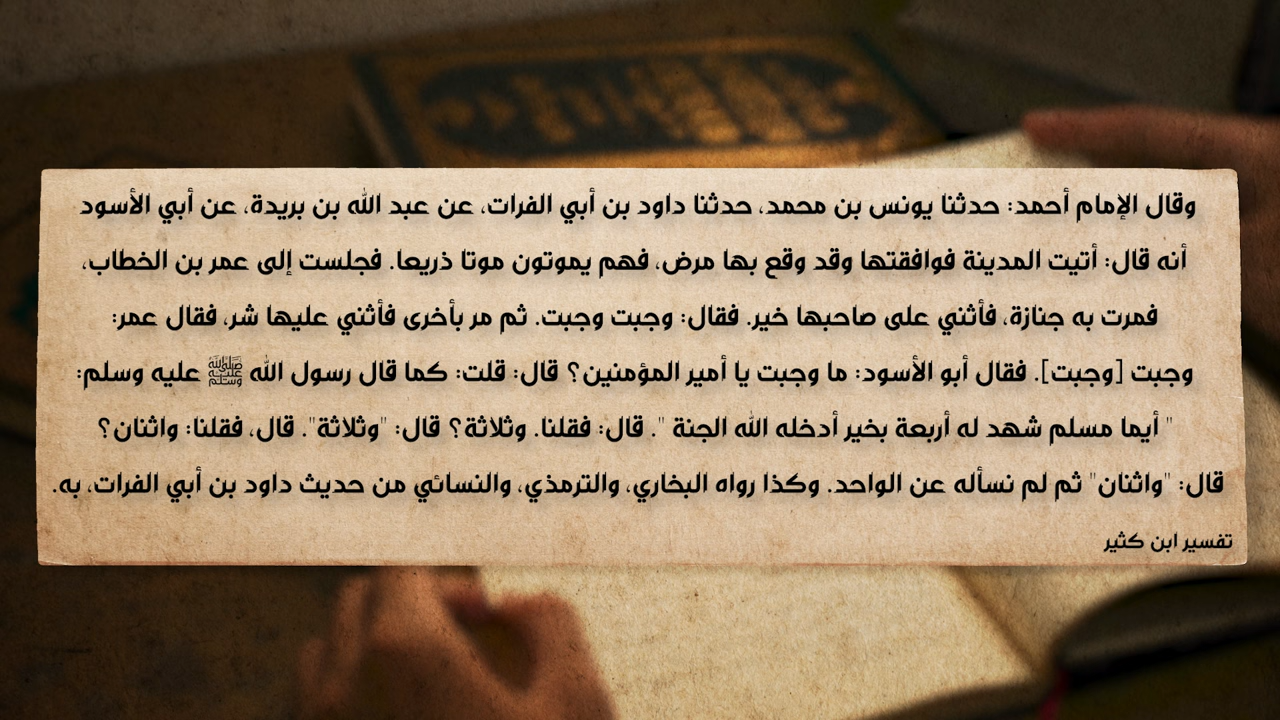 وقال الإمام أحمد: حدثنا يونس بن محمد، حدثنا داود بن أبي الفرات، عن عبد الله بن بريدة، عن أبي الأسود
أنه قال: أتيت المدينة فوافقتها وقد وقع بها مرض، فهم يموتون موتا ذريعا. فجلست إلى عمر بن الخطاب،
فمرت به جنازة، فأثني على صاحبها خير. فقال: وجبت وجبت. ثم مر بأخرى فأثني عليها شر، فقال عمر:
وجبت [وجبت]. فقال أبو الأسود: ما وجبت يا أمير المؤمنين؟ قال: قلت: كما قال رسول الله ﷺ عليه وسلم:
" أيما مسلم شهد له أربعة بخير أدخله الله الجنة ". قال: فقلنا. وثلاثة؟ قال: "وثلاثة". قال، فقلنا: واثنان؟
قال: "واثنان" ثم لم نسأله عن الواحد. وكذا رواه البخاري، والترمذي، والنسائي من حديث داود بن أبي الفرات، به.
تفسير ابن كثير